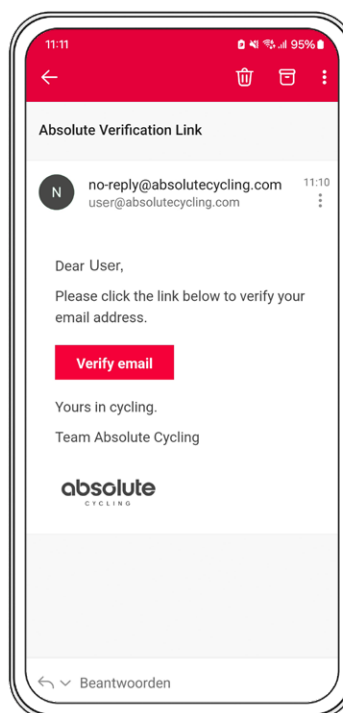 11:11
95%
Absolute Verification Link
N
no-reply@absolutecycling.com
11:10
user@absolutecycling.com
Dear User,
Please click the link below to verify your
email address.
Verify email
Yours in cycling.
Team Absolute Cycling
absolute
CYCLING
Beantwoorden